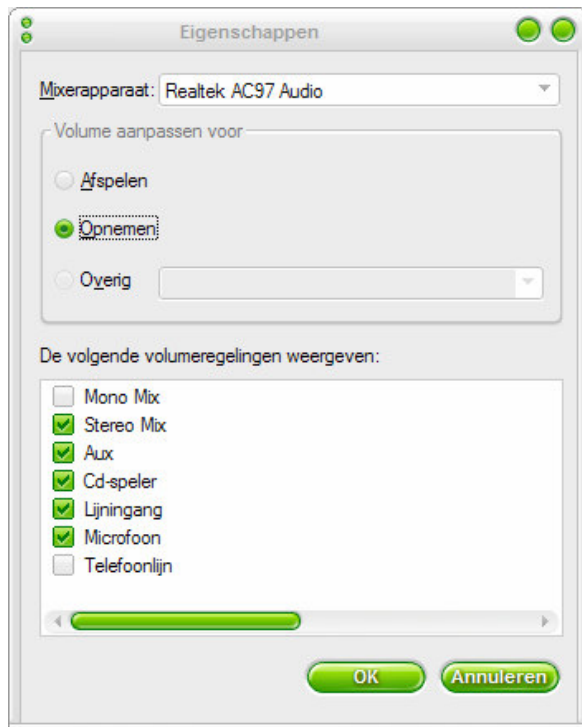 Eigenschappen
Mixerapparaat: Realtek AC97 Audio
Volume aanpassen voor
Afspelen
Opnemen
Overig
De volgende volumeregelingen weergeven:
Mono Mix
Stereo Mix
Aux
Cd-speler
Lijningang
Microfoon
Telefoonlijn
OK Annuleren